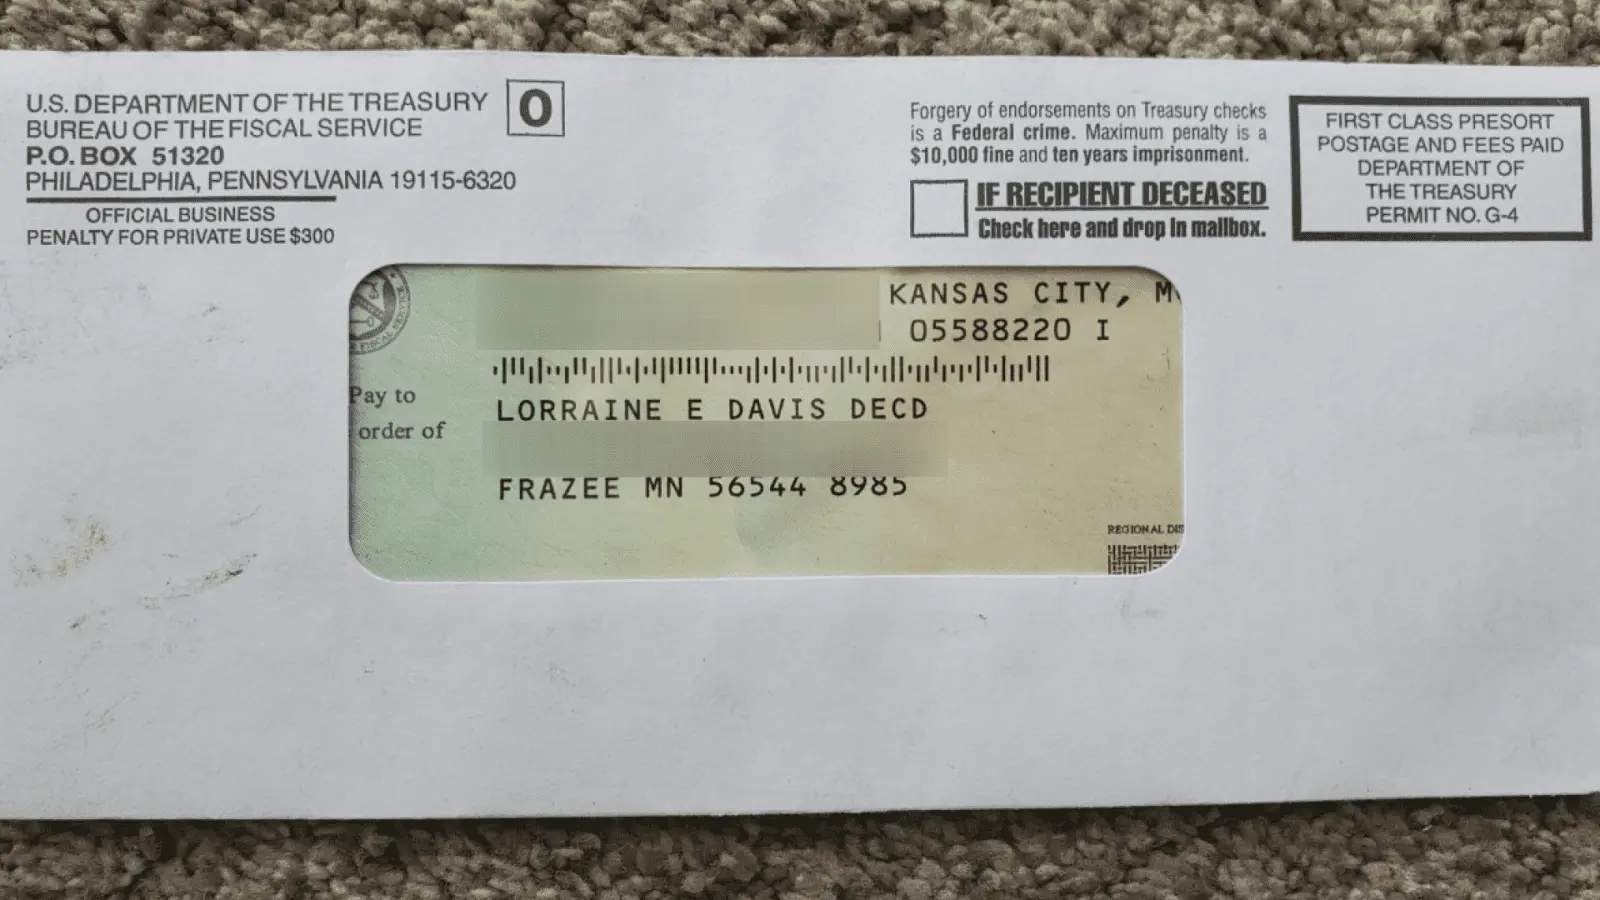 U.S. DEPARTMENT OF THE TREASURY
BUREAU OF THE FISCAL SERVICE
P.O. BOX 51320
PHILADELPHIA, PENNSYLVANIA 19115-6320
OFFICIAL BUSINESS
PENALTY FOR PRIVATE USE $300
O
Forgery of endorsements on Treasury checks
is a Federal crime. Maximum penalty is a
$10,000 fine and ten years imprisonment.
IF RECIPIENT DECEASED
Check here and drop in mailbox.
FIRST CLASS PRESORT
POSTAGE AND FEES PAID
DEPARTMENT OF
THE TREASURY
PERMIT NO. G-4
KANSAS CITY,
05588220 I
FISCAL SERVICE
Pay to
order of
LORRAINE E DAVIS DECD
FRAZEE MN 56544 8985
REGIONAL